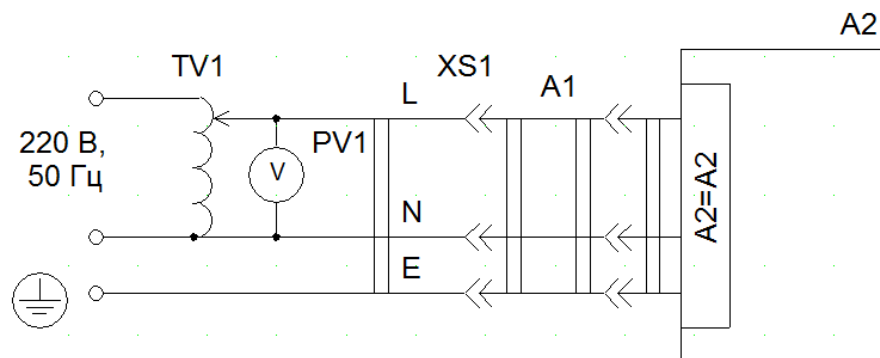 A2
TV1
XS1
L
A1
220 В,
50 Гц
PV1
V
N
E
A2=A2